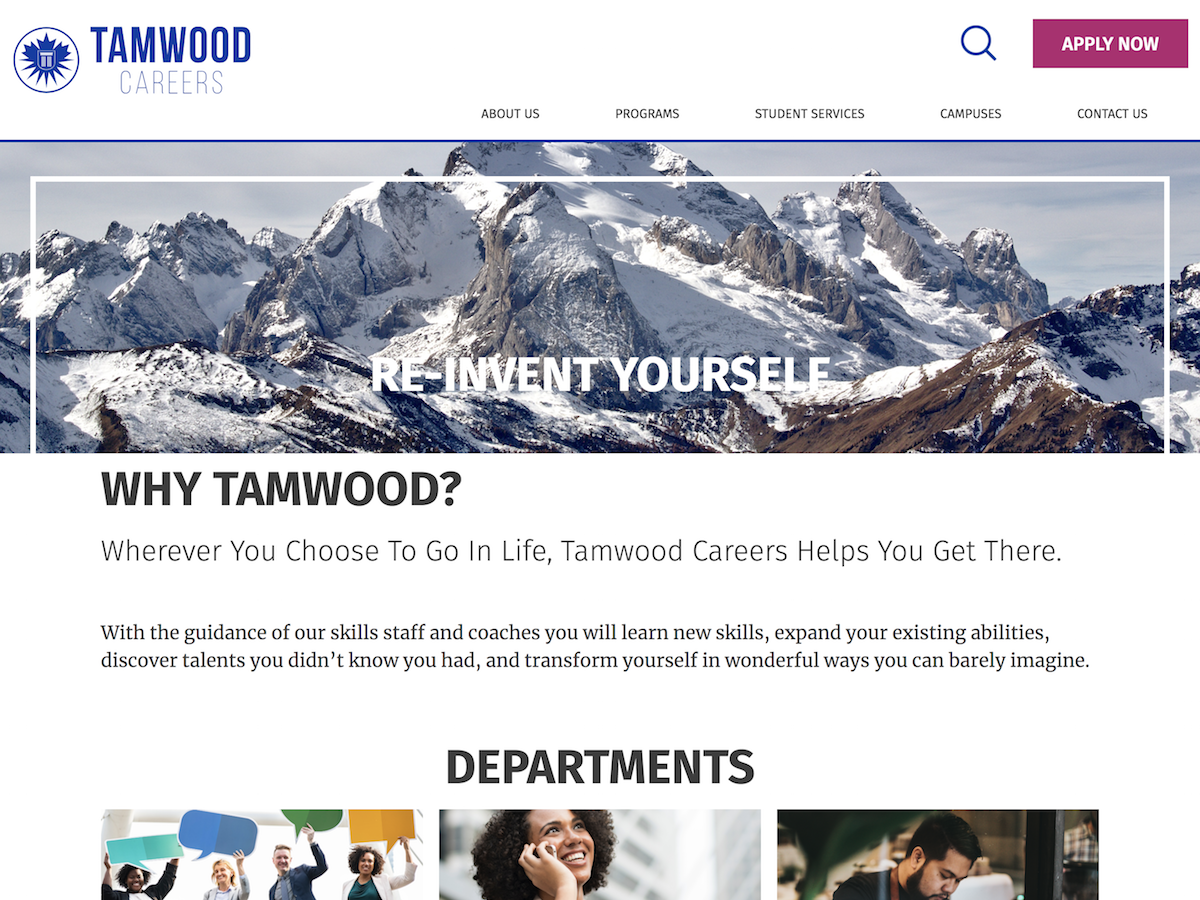 TAMWOOD
CAREERS
APPLY NOW
ABOUT US
PROGRAMS
STUDENT SERVICES
CAMPUSES
CONTACT US
RE-INVENT YOURSELF
WHY TAMWOOD?
Wherever You Choose To Go In Life, Tamwood Careers Helps You Get There.
With the guidance of our skills staff and coaches you will learn new skills, expand your existing abilities,
discover talents you didn’t know you had, and transform yourself in wonderful ways you can barely imagine.
DEPARTMENTS